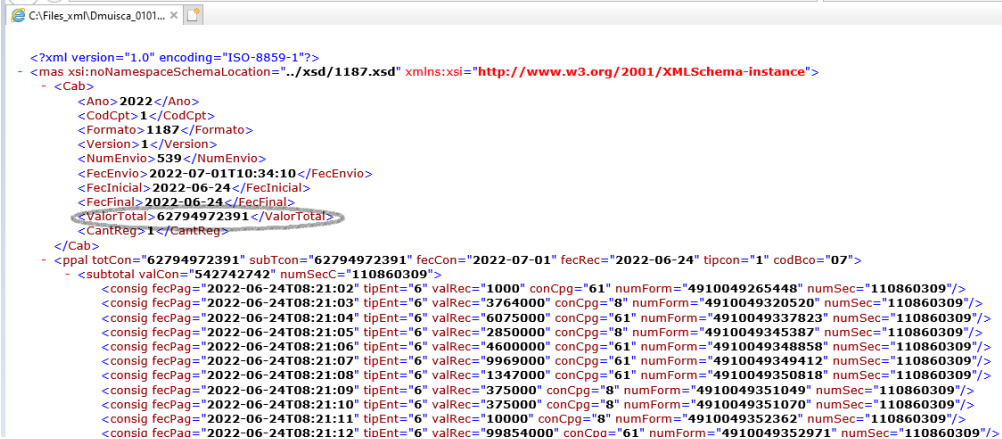 C:\Files_xml\Dmuisca_0101...
<?xml version="1.0" encoding="ISO-8859-1"?>
- <mas xsi:noNamespaceSchemaLocation="../xsd/1187.xsd" xmlns:xsi="http://www.w3.org/2001/XMLSchema-instance">
- <Cab>
<Ano>2022</Ano>
<CodCpt>1</CodCpt>
<Formato>1187</Formato>
<Version>1</Version>
<NumEnvio>539</NumEnvio>
<FecEnvio>2022-07-01T10:34:10</FecEnvio>
<FecInicial>2022-06-24</FecInicial>
<FecFinal>2022-06-24</FecFinal>
<ValorTotal>62794972391</ValorTotal>
<CantReg>1</CantReg>
</Cab>
- <ppal totCon="62794972391" subTcon="62794972391" fecCon="2022-07-01" fecRec="2022-06-24" tipcon="1" codBco="07">
- <subtotal valCon="542742742" numSecC="110860309">
<consig fecPag="2022-06-24T08:21:02" tipEnt="6" valRec="1000" conCpg="61" numForm="4910049265448" numSec="110860309"/>
<consig fecPag="2022-06-24T08:21:03" tipEnt="6" valRec="3764000" conCpg="8" numForm="4910049320520" numSec="110860309"/>
<consig fecPag="2022-06-24T08:21:04" tipEnt="6" valRec="6075000" conCpg="61" numForm="4910049337823" numSec="110860309"/>
<consig fecPag="2022-06-24T08:21:05" tipEnt="6" valRec="2850000" conCpg="8" numForm="4910049345387" numSec="110860309"/>
<consig fecPag="2022-06-24T08:21:06" tipEnt="6" valRec="4600000" conCpg="61" numForm="4910049348858" numSec="110860309"/>
<consig fecPag="2022-06-24T08:21:07" tipEnt="6" valRec="9969000" conCpg="61" numForm="4910049349412" numSec="110860309"/>
<consig fecPag="2022-06-24T08:21:08" tipEnt="6" valRec="1347000" conCpg="61" numForm="4910049350818" numSec="110860309"/>
<consig fecPag="2022-06-24T08:21:09" tipEnt="6" valRec="375000" conCpg="8" numForm="4910049351049" numSec="110860309"/>
<consig fecPag="2022-06-24T08:21:10" tipEnt="6" valRec="375000" conCpg="8" numForm="4910049351070" numSec="110860309"/>
<consig fecPag="2022-06-24T08:21:11" tipEnt="6" valRec="10000" conCpg="8" numForm="4910049352362" numSec="110860309"/>
<consig fecPag="2022-06-24T08:21:12" tipEnt="6" valRec="99854000" conCpg="61" numForm="4910049352971" numSec="110860309"/>